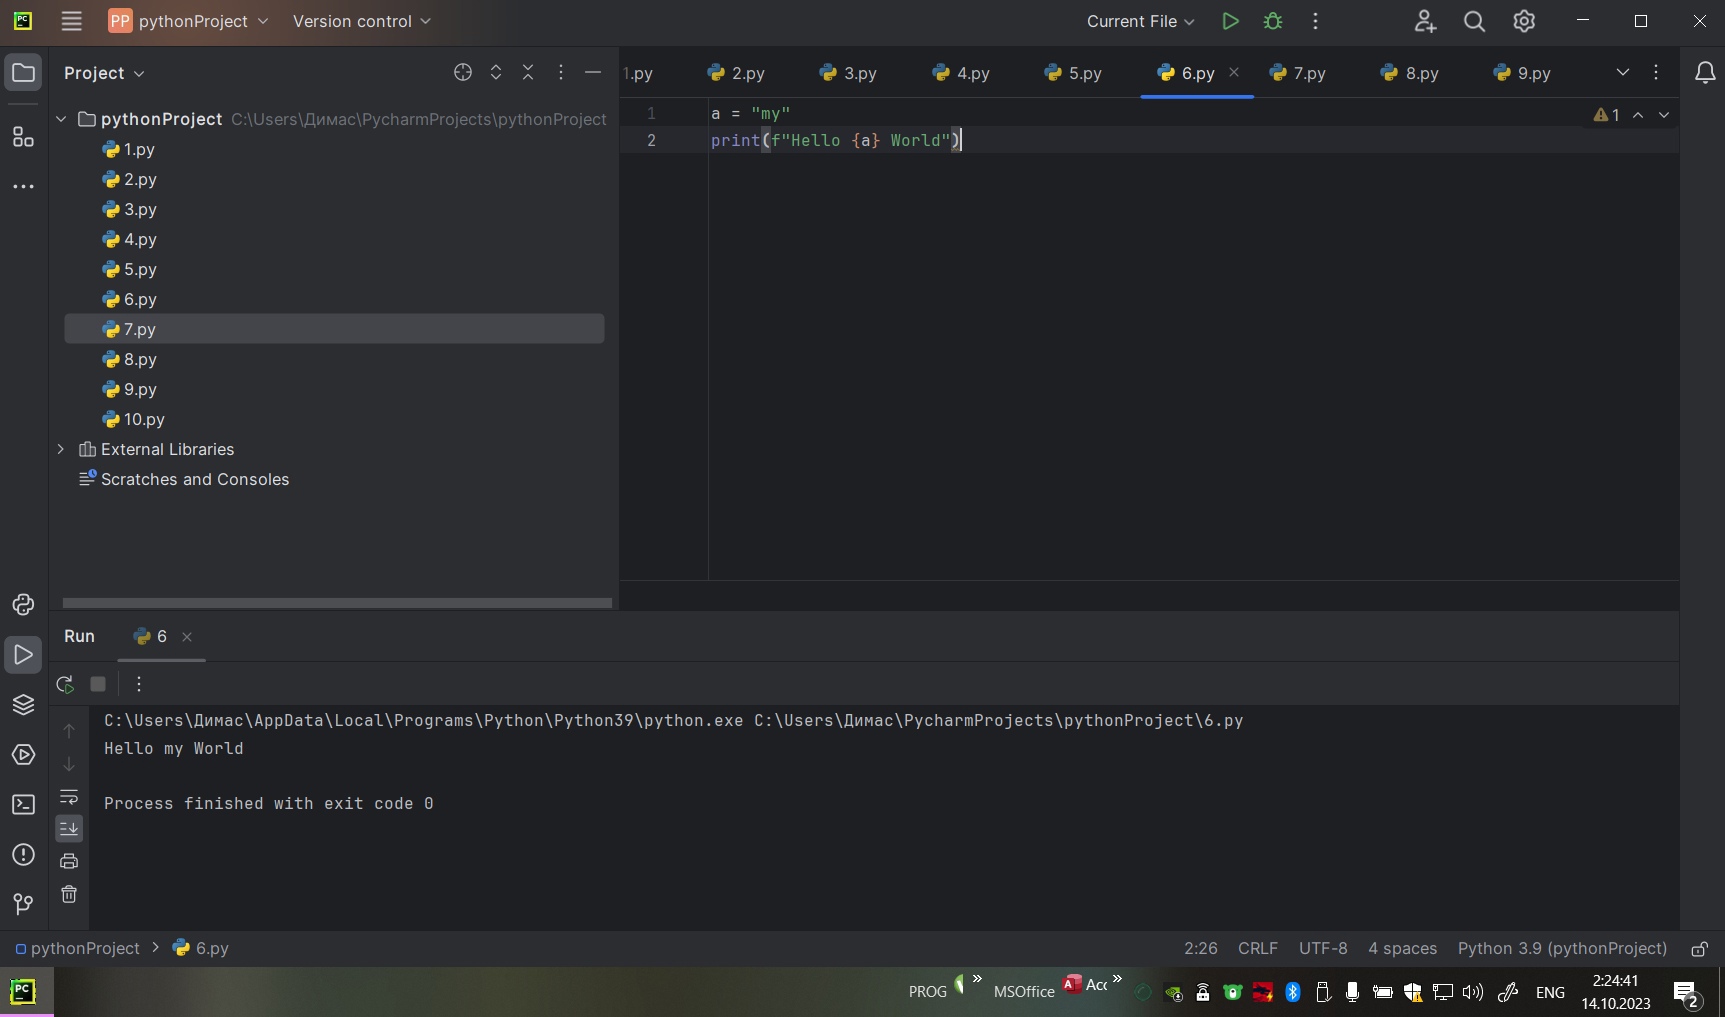 PC
PP pythonProject
Version control
Current File
Project
pythonProject C:\Users\Димас\PycharmProjects\pythonProject
1.py
2.py
3.py
4.py
5.py
6.py
7.py
8.py
9.py
10.py
External Libraries
Scratches and Consoles
1.py 2.py 3.py 4.py 5.py 6.py 7.py 8.py 9.py
1 a = "my"
2 print(f"Hello {a} World")
1
Run 6
C:\Users\Димас\AppData\Local\Programs\Python\Python39\python.exe C:\Users\Димас\PycharmProjects\pythonProject\6.py
Hello my World
Process finished with exit code 0
pythonProject > 6.py
2:26 CRLF UTF-8 4 spaces Python 3.9 (pythonProject)
PC
PROG » MSOffice A Acc »
ENG
2:24:41
14.10.2023
2